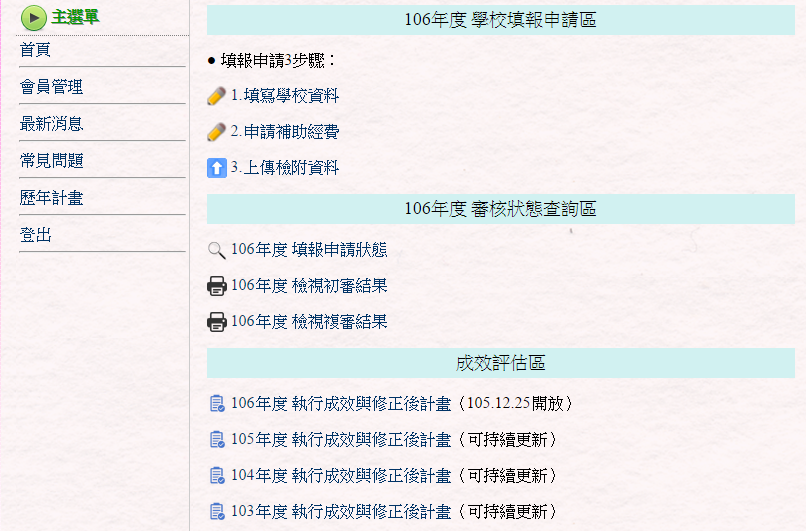 主選單
首頁
會員管理
最新消息
常見問題
歷年計畫
登出
106年度 學校填報申請區
● 填報申請3步驟：
1.填寫學校資料
2.申請補助經費
3.上傳檢附資料
106年度 審核狀態查詢區
106年度 填報申請狀態
106年度 檢視初審結果
106年度 檢視複審結果
成效評估區
106年度 執行成效與修正後計畫（105.12.25開放）
105年度 執行成效與修正後計畫（可持續更新）
104年度 執行成效與修正後計畫（可持續更新）
103年度 執行成效與修正後計畫（可持續更新）